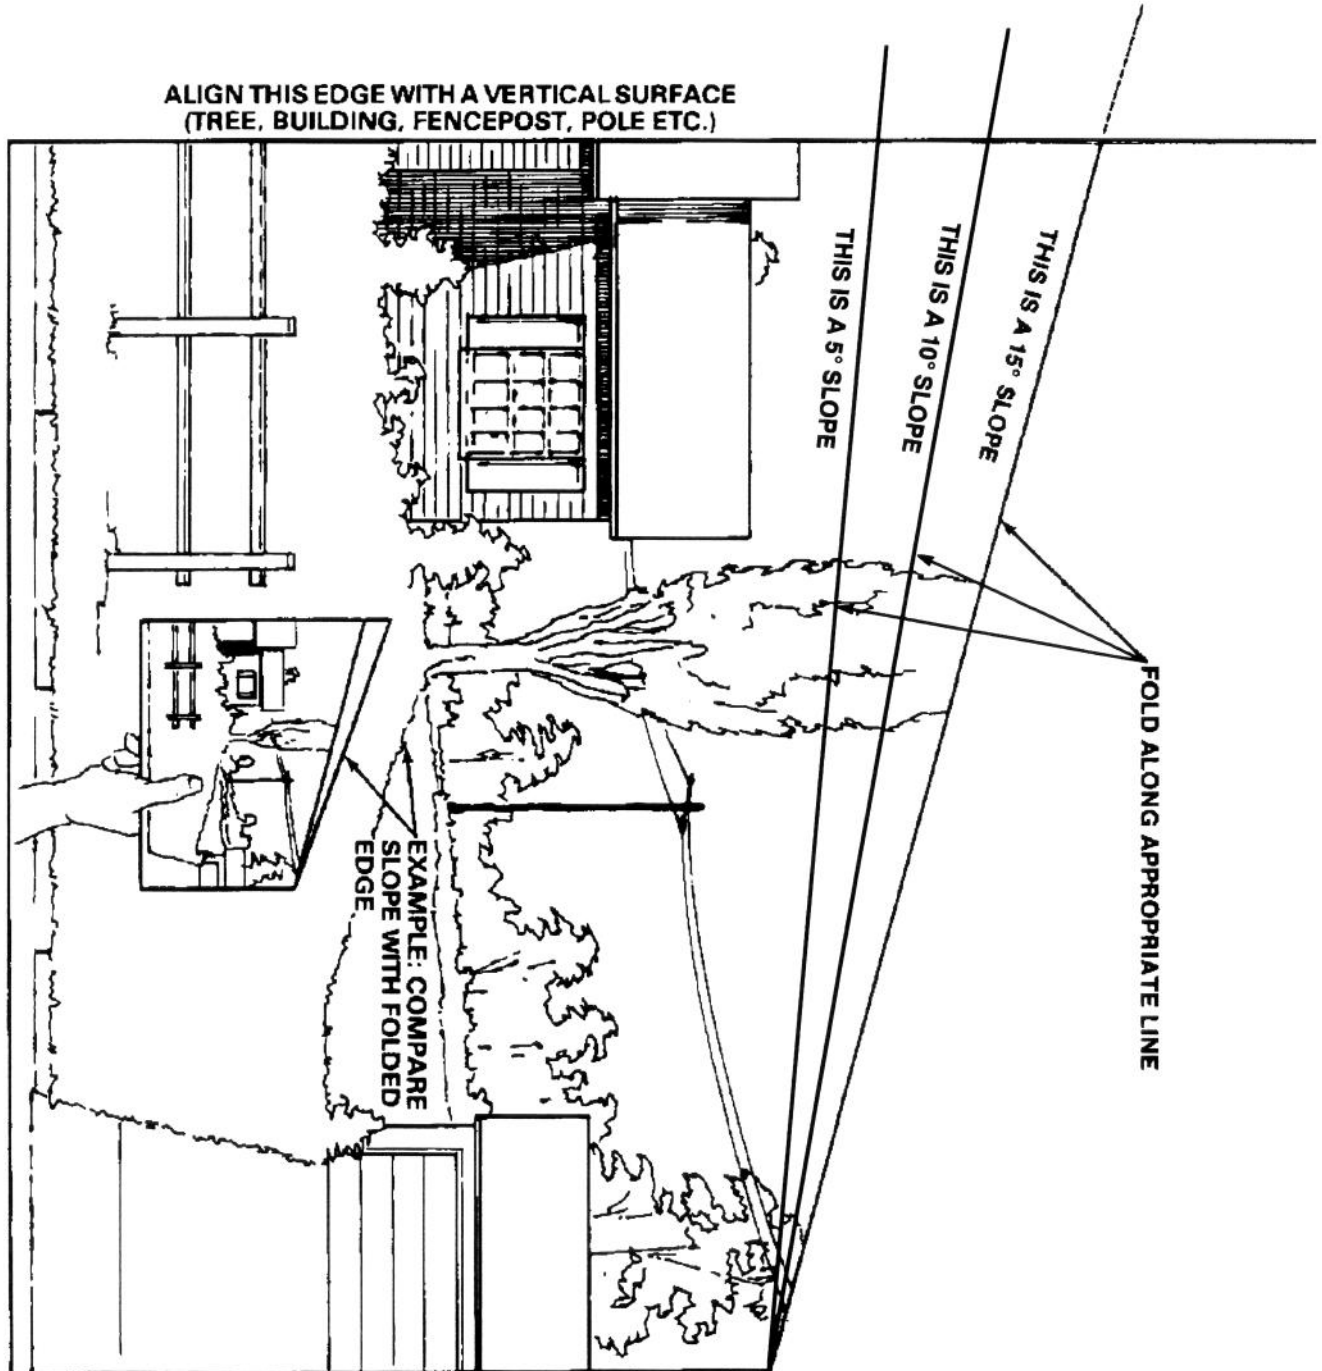 ALIGN THIS EDGE WITH A VERTICAL SURFACE
(TREE, BUILDING, FENCEPOST, POLE ETC.)
THIS IS A 15° SLOPE
THIS IS A 10° SLOPE
THIS IS A 5° SLOPE
FOLD ALONG APPROPRIATE LINE
EXAMPLE: COMPARE
SLOPE WITH FOLDED
EDGE